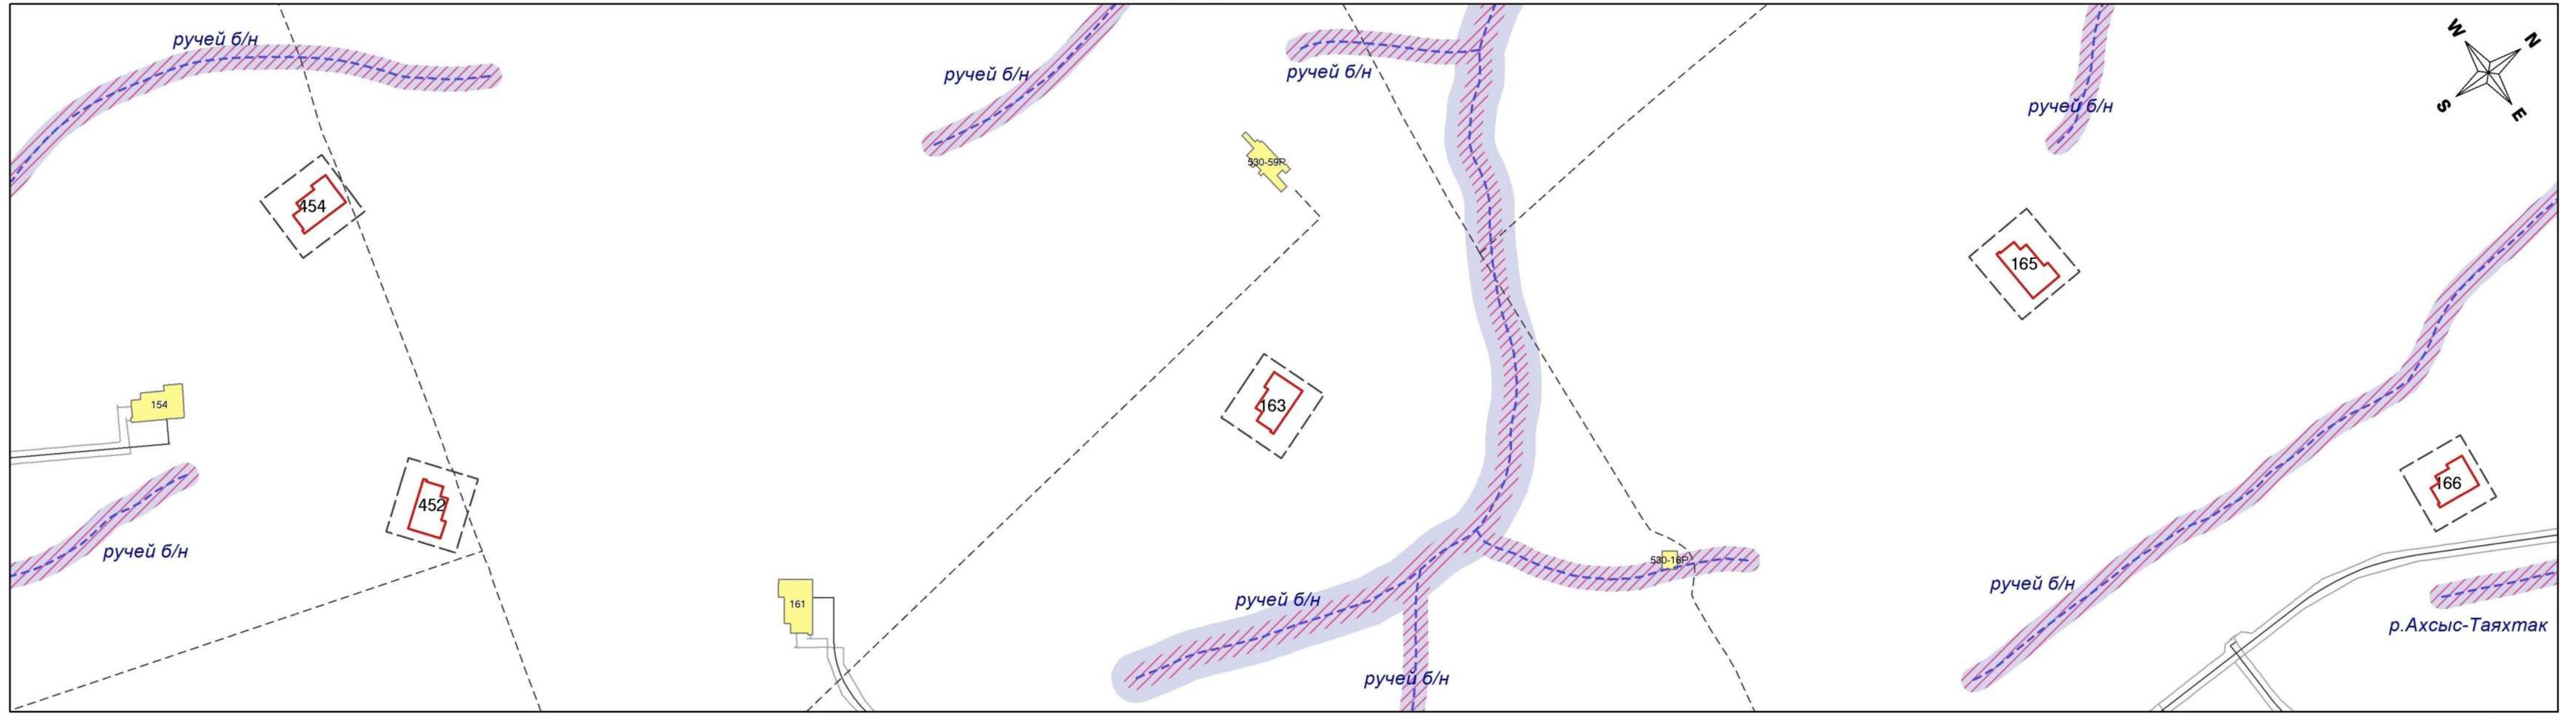 ручей б/н
ручей б/н
ручей б/н
ручей б/н
W
N
S
E
530-59Р
454
165
154
163
452
166
530-16Р
161
ручей б/н
ручей б/н
ручей б/н
р.Ахсыс-Таяхтак
ручей б/н